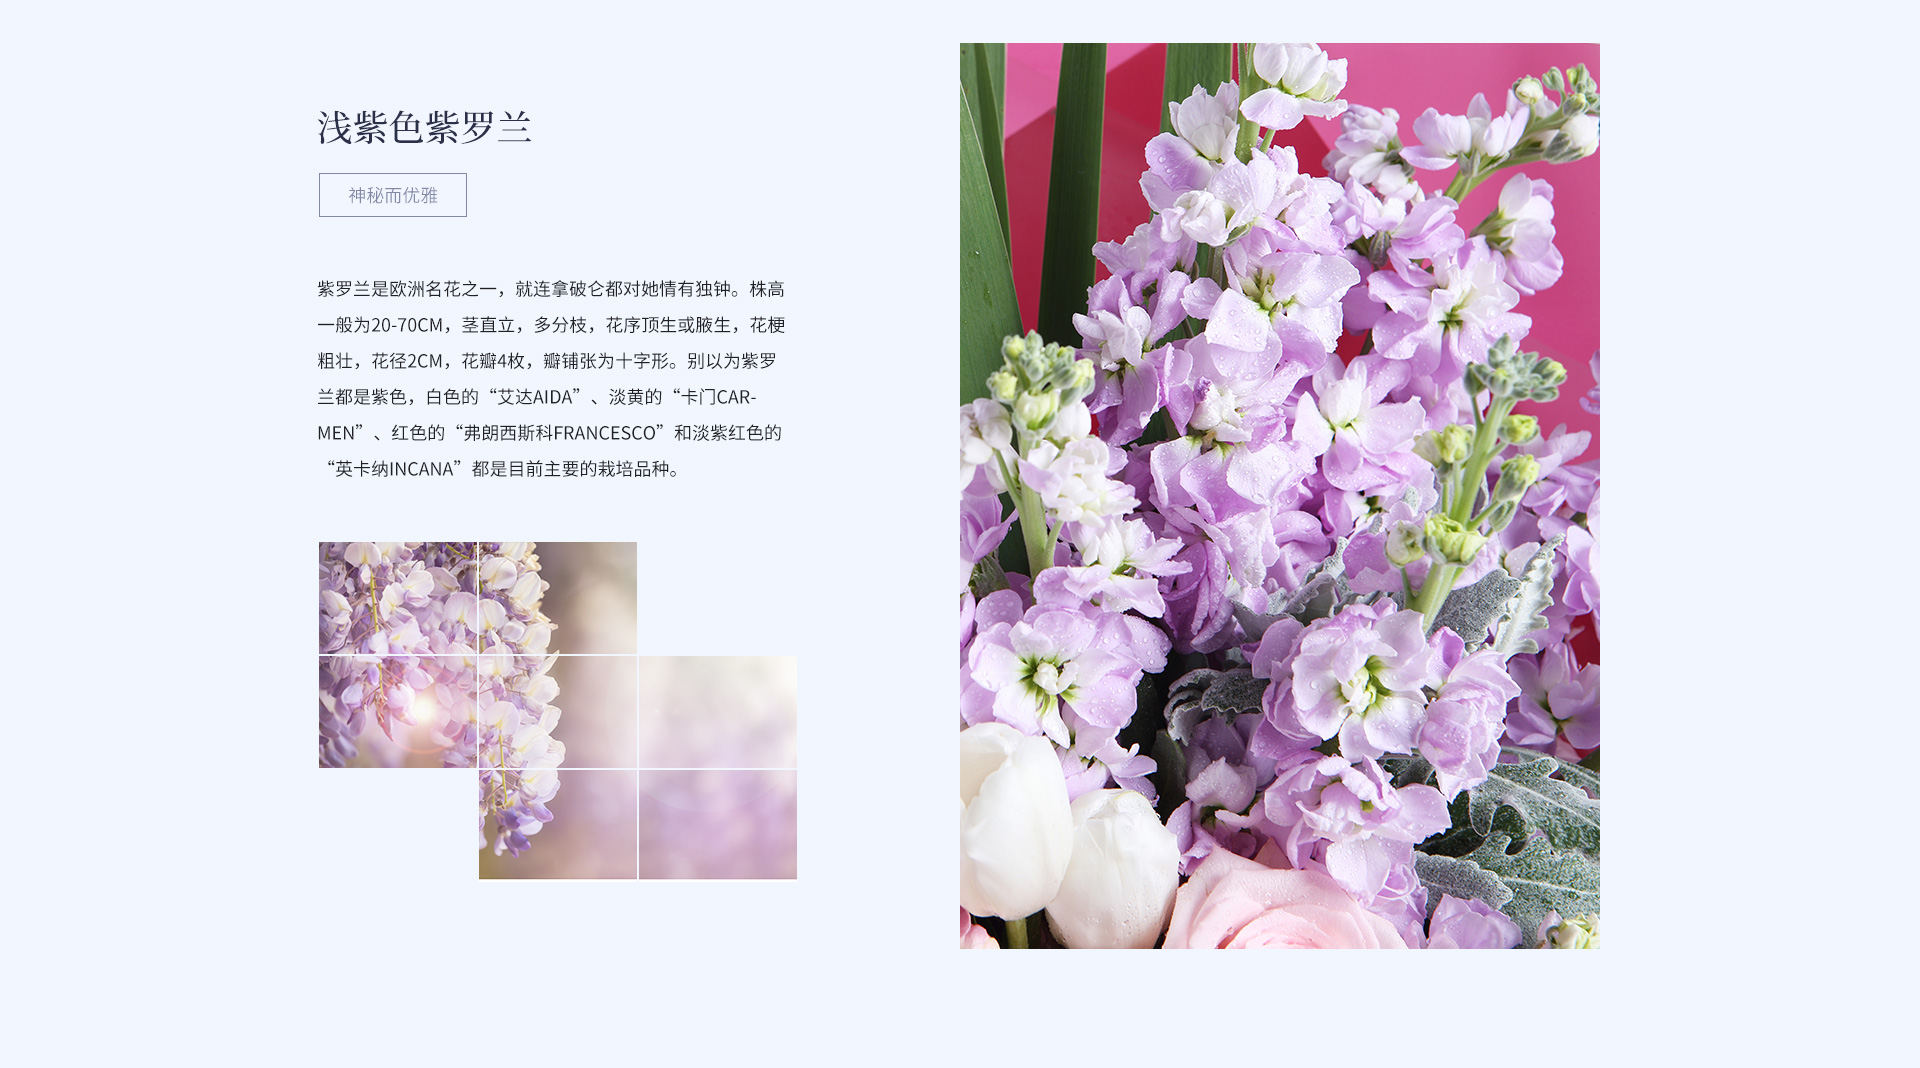 浅紫色紫罗兰
神秘而优雅
紫罗兰是欧洲名花之一，就连拿破仑都对她情有独钟。株高
一般为20-70CM，茎直立，多分枝，花序顶生或腋生，花梗
粗壮，花径2CM，花瓣4枚，瓣铺张为十字形。别以为紫罗
兰都是紫色，白色的“艾达AIDA”、淡黄的“卡门CAR-
MEN”、红色的“弗朗西斯科FRANCESCO”和淡紫红色的
“英卡纳INCANA”都是目前主要的栽培品种。